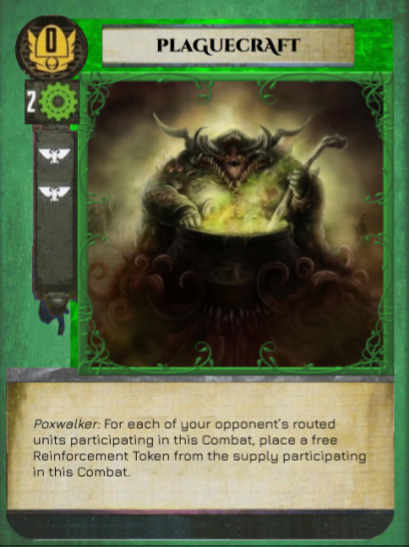 0
PLAGUECRAFT
2
Poxwalker: For each of your opponent's routed
units participating in this Combat, place a free
Reinforcement Token from the supply participating
in this Combat.